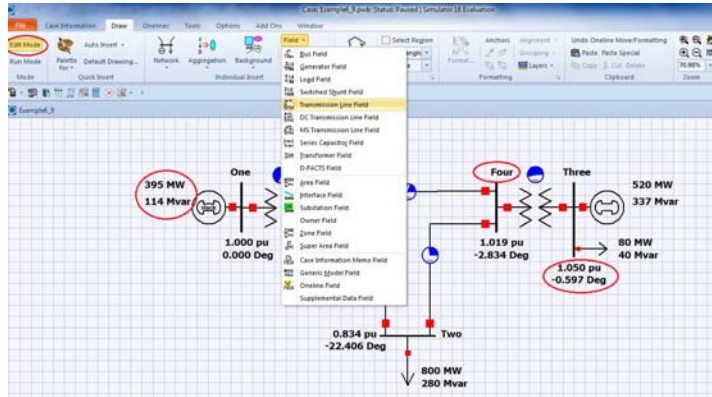 Case: Example6_9.pwb Status: Paused | Simulator 18 Evaluation
File Case Information Draw Onelines Tools Options Add Ons Window
Edit Mode
Run Mode
Mode
Palette For
Auto Insert
Default Drawing...
Quick Insert
Network Aggregation Background
Individual Insert
Field
Select Region
Format...
Anchors Alignment
Grouping
Layers
Formatting
Undo Oneline Move/Formatting
Paste Paste Special
Copy Cut Delete
Clipboard
70.98%
Zoom
Example6_9
Bus Field
Generator Field
Load Field
Switched Shunt Field
Transmission Line Field
DC Transmission Line Field
MS Transmission Line Field
Series Capacitor Field
Transformer Field
D-FACTS Field
Area Field
Interface Field
Substation Field
Owner Field
Zone Field
Super Area Field
Case Information Memo Field
Generic Model Field
Oneline Field
Supplemental Data Field
395 MW
114 Mvar
One
1.000 pu
0.000 Deg
Four
1.019 pu
-2.834 Deg
Three
520 MW
337 Mvar
80 MW
40 Mvar
1.050 pu
-0.597 Deg
0.834 pu
-22.406 Deg
Two
800 MW
280 Mvar